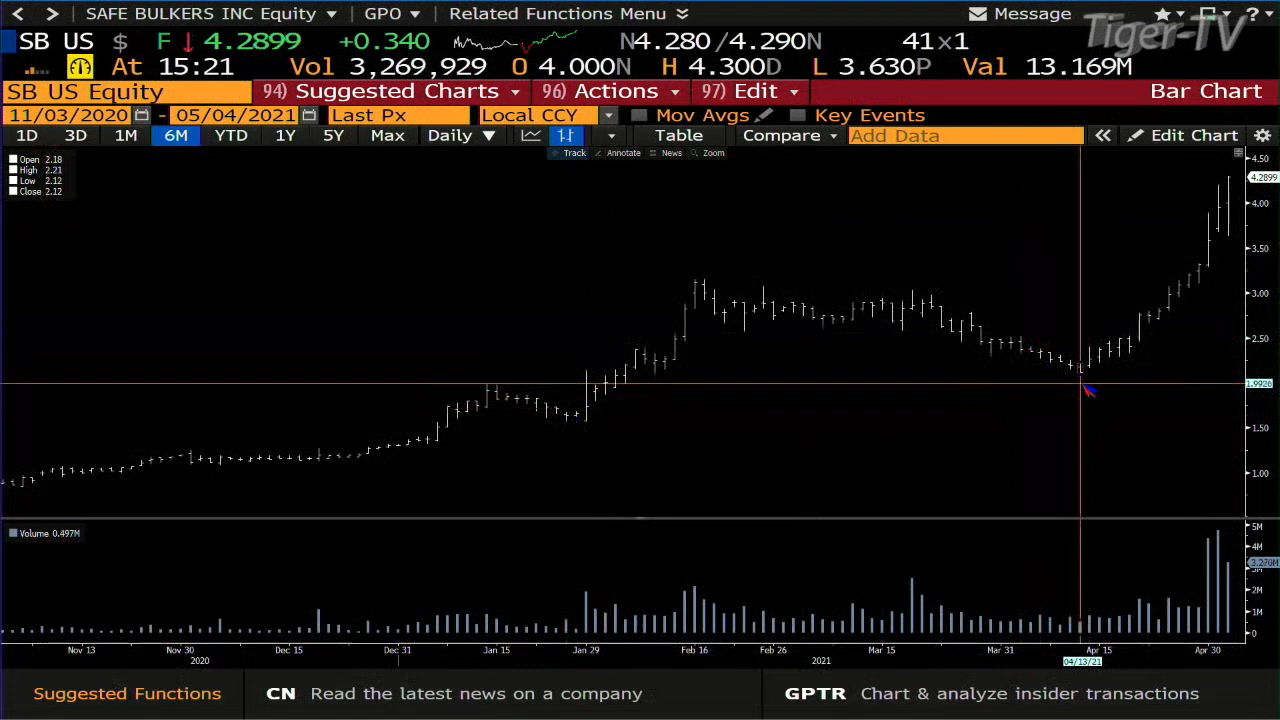 SAFE BULKERS INC Equity GPO Related Functions Menu Message ?
Tiger-TV
SB US $ F ↓ 4.2899 +0.340 N4.280 /4.290N 41×1
At 15:21 Vol 3,269,929 O 4.000N H 4.300D L 3.630P Val 13.169M
SB US Equity 94) Suggested Charts 96) Actions 97) Edit Bar Chart
11/03/2020 - 05/04/2021 Last Px Local CCY Mov Avgs Key Events
1D 3D 1M 6M YTD 1Y 5Y Max Daily ▼ Table Compare Add Data « Edit Chart
Track Annotate News Zoom
Open 2.18
High 2.21
Low 2.12
Close 2.12
4.50
4.2899
4.00
3.50
3.00
2.50
1.9926
1.50
1.00
Volume 0.497M
5M
4M
3.270M
3M
2M
1M
0
Nov 13 Nov 30 Dec 15 Dec 31 Jan 15 Jan 29 Feb 16 Feb 26 Mar 15 Mar 31 Apr 15 Apr 30
2020 2021 04/13/21
Suggested Functions CN Read the latest news on a company GPTR Chart & analyze insider transactions